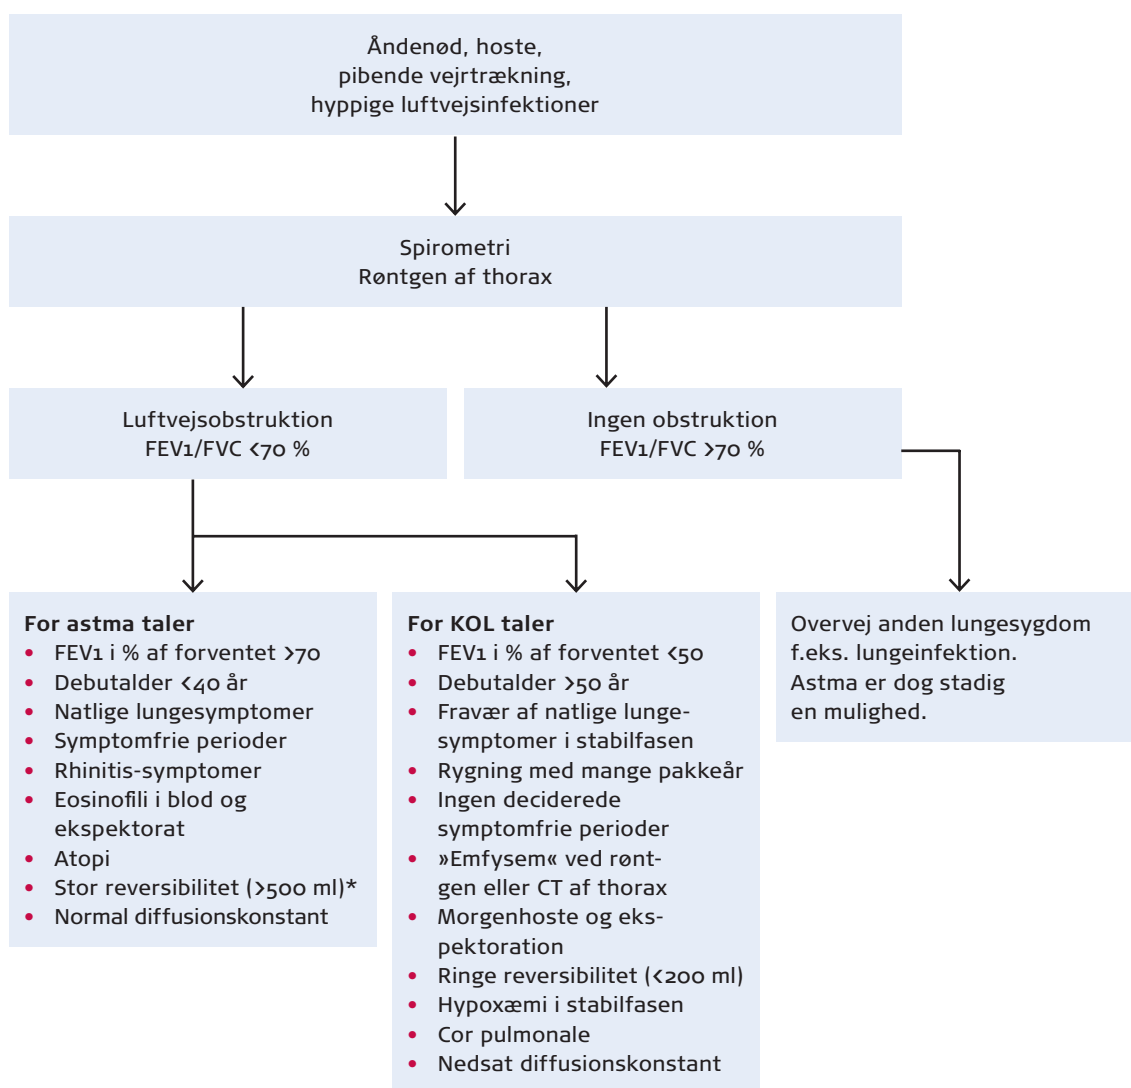 Åndenød, hoste,
pibende vejrtrækning,
hyppige luftvejsinfektioner
Spirometri
Røntgen af thorax
Luftvejsobstruktion
FEV1/FVC <70 %
Ingen obstruktion
FEV1/FVC >70 %
For astma taler
• FEV1 i % af forventet >70
• Debutalder <40 år
• Natlige lungesymptomer
• Symptomfrie perioder
• Rhinitis-symptomer
• Eosinofili i blod og
ekspektorat
• Atopi
• Stor reversibilitet (>500 ml)*
• Normal diffusionskonstant
For KOL taler
• FEV1 i % af forventet <50
• Debutalder >50 år
• Fravær af natlige lunge-
symptomer i stabilfasen
• Rygning med mange pakkeår
• Ingen deciderede
symptomfrie perioder
• »Emfysem« ved rønt-
gen eller CT af thorax
• Morgenhoste og eks-
pektoration
• Ringe reversibilitet (<200 ml)
• Hypoxæmi i stabilfasen
• Cor pulmonale
• Nedsat diffusionskonstant
Overvej anden lungesygdom
f.eks. lungeinfektion.
Astma er dog stadig
en mulighed.